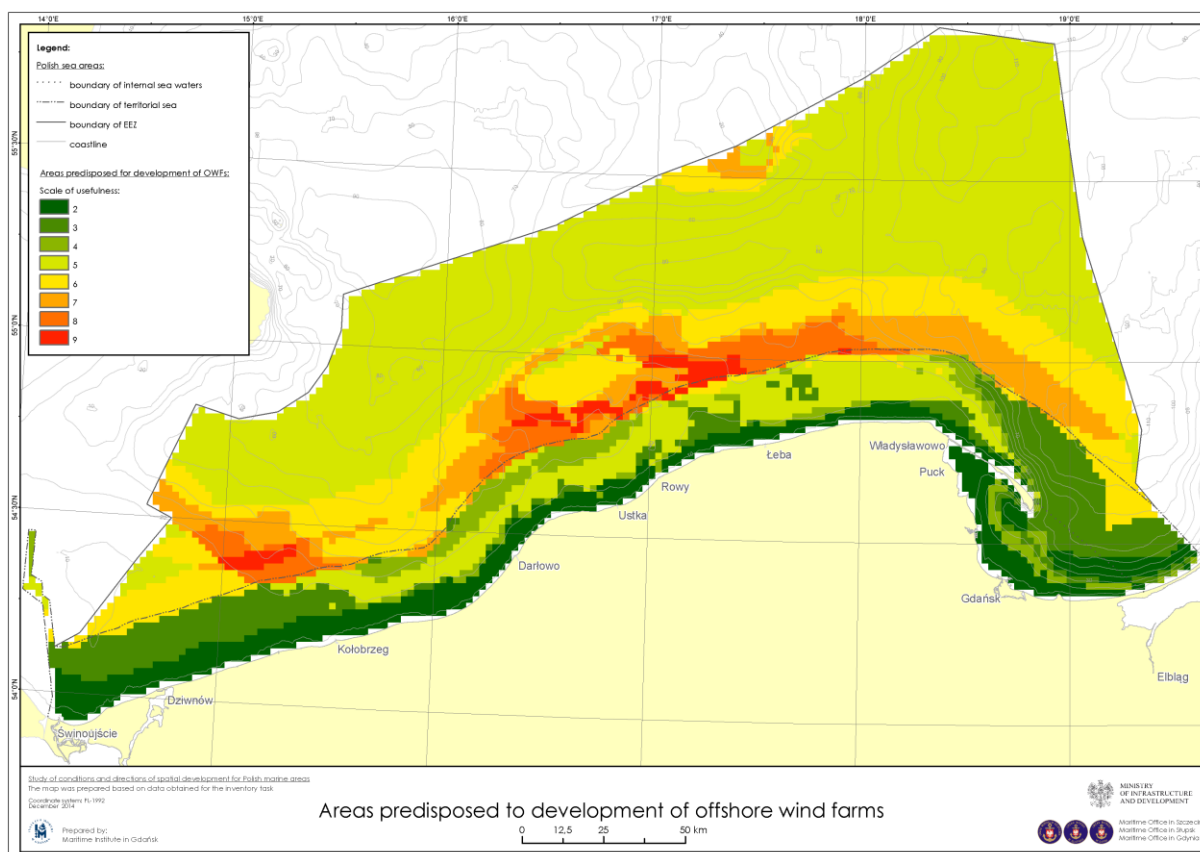 14°0'E 15°0'E 16°0'E 17°0'E 18°0'E 19°0'E
Legend:
Polish sea areas:
boundary of internal sea waters
boundary of territorial sea
boundary of EEZ
coastline
Areas predisposed for development of OWFs:
Scale of usefulness:
2
3
4
5
6
7
8
9
55°30'N
55°0'N
54°30'N
54°0'N
Władysławowo
Puck
Łeba
Rowy
Ustka
Darłowo
Gdańsk
Kołobrzeg
Elbląg
Dziwnów
Świnoujście
Study of conditions and directions of spatial development for Polish marine areas
The map was prepared based on data obtained for the inventory task
Coordinate system: PL-1992
December 2014
Prepared by:
Maritime Institute in Gdańsk
Areas predisposed to development of offshore wind farms
0 12,5 25 50 km
MINISTRY
OF INFRASTRUCTURE
AND DEVELOPMENT
Maritime Office in Szczeci
Maritime Office in Słupsk
Maritime Office in Gdynia